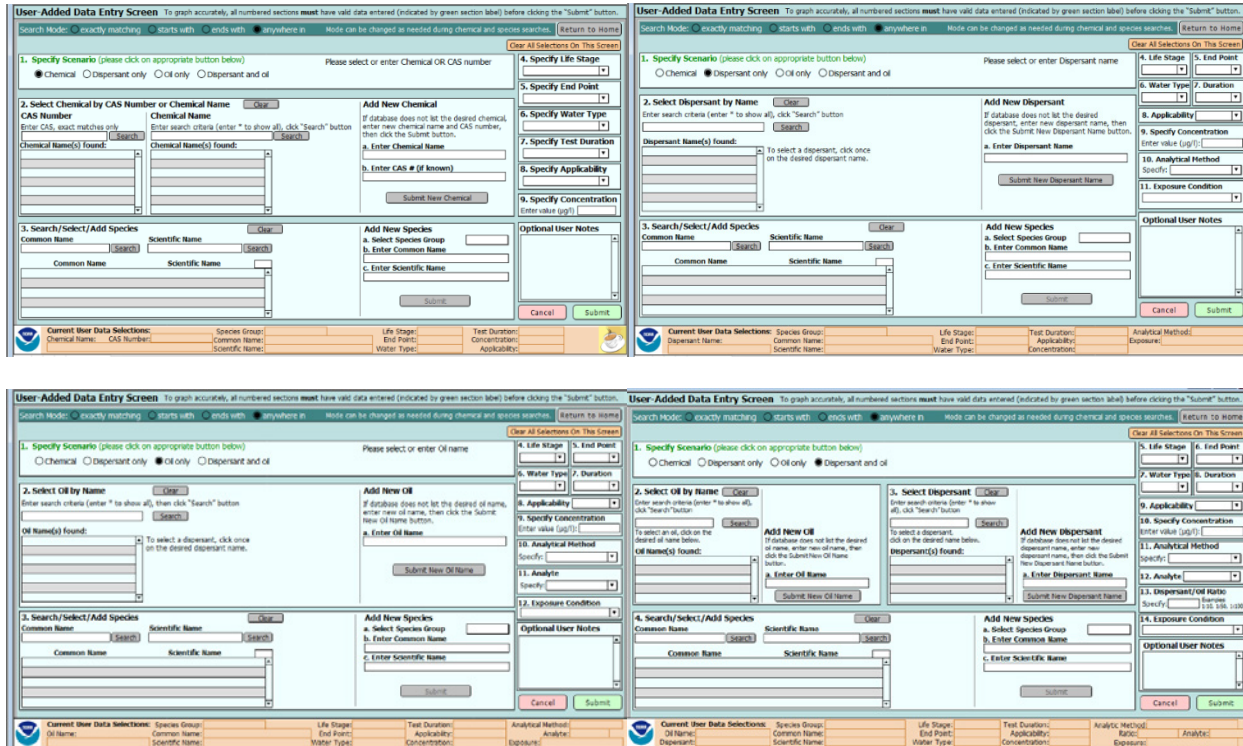 User-Added Data Entry Screen To graph accurately, all numbered sections must have valid data entered (indicated by green section label) before clicking the "Submit" button.
Search Mode: exactly matching starts with ends with anywhere in Mode can be changed as needed during chemical and species searches. Return to Home
Clear All Selections On This Screen
1. Specify Scenario (please click on appropriate button below)
Please select or enter Chemical OR CAS number
Chemical Dispersant only Oil only Dispersant and oil
2. Select Chemical by CAS Number or Chemical Name Clear
CAS Number
Enter CAS, exact matches only
Search
Chemical Name(s) found:
Chemical Name
Enter search criteria (enter * to show all), click "Search" button
Search
Chemical Name(s) found:
Add New Chemical
If database does not list the desired chemical,
enter new chemical name and CAS number,
then click the Submit button.
a. Enter Chemical Name
b. Enter CAS # (if known)
Submit New Chemical
3. Search/Select/Add Species Clear
Common Name Scientific Name
Search Search
Common Name Scientific Name
Add New Species
a. Select Species Group
b. Enter Common Name
c. Enter Scientific Name
Submit
4. Specify Life Stage
5. Specify End Point
6. Specify Water Type
7. Specify Test Duration
8. Specify Applicability
9. Specify Concentration
Enter value (µg/l)
Optional User Notes
Cancel Submit
Current User Data Selections: Species Group: Life Stage: Test Duration:
Chemical Name: CAS Number: Common Name: End Point: Concentration:
Scientific Name: Water Type: Applicability:
User-Added Data Entry Screen To graph accurately, all numbered sections must have valid data entered (indicated by green section label) before clicking the "Submit" button.
Search Mode: exactly matching starts with ends with anywhere in Mode can be changed as needed during chemical and species searches. Return to Home
Clear All Selections On This Screen
1. Specify Scenario (please click on appropriate button below)
Please select or enter Dispersant name
Chemical Dispersant only Oil only Dispersant and oil
2. Select Dispersant by Name Clear
Enter search criteria (enter * to show all), click "Search" button
Search
Dispersant Name(s) found:
To select a dispersant, click once
on the desired dispersant name.
Add New Dispersant
If database does not list the desired
dispersant, enter new dispersant name, then
click the Submit New Dispersant Name button.
a. Enter Dispersant Name
Submit New Dispersant Name
3. Search/Select/Add Species Clear
Common Name Scientific Name
Search Search
Common Name Scientific Name
Add New Species
a. Select Species Group
b. Enter Common Name
c. Enter Scientific Name
Submit
4. Life Stage 5. End Point
6. Water Type 7. Duration
8. Applicability
9. Specify Concentration
Enter value (µg/l):
10. Analytical Method
Specify:
11. Exposure Condition
Optional User Notes
Cancel Submit
Current User Data Selections: Species Group: Life Stage: Test Duration: Analytical Method:
Dispersant Name: Common Name: End Point: Applicability: Exposure:
Scientific Name: Water Type: Concentration:
User-Added Data Entry Screen To graph accurately, all numbered sections must have valid data entered (indicated by green section label) before clicking the "Submit" button.
Search Mode: exactly matching starts with ends with anywhere in Mode can be changed as needed during chemical and species searches. Return to Home
Clear All Selections On This Screen
1. Specify Scenario (please click on appropriate button below)
Please select or enter Oil name
Chemical Dispersant only Oil only Dispersant and oil
2. Select Oil by Name Clear
Enter search criteria (enter * to show all), then click "Search" button
Search
Oil Name(s) found:
To select a dispersant, click once
on the desired dispersant name.
Add New Oil
If database does not list the desired oil name,
enter new oil name, then click the Submit
New Oil Name button.
a. Enter Oil Name
Submit New Oil Name
3. Search/Select/Add Species Clear
Common Name Scientific Name
Search Search
Common Name Scientific Name
Add New Species
a. Select Species Group
b. Enter Common Name
c. Enter Scientific Name
Submit
4. Life Stage 5. End Point
6. Water Type 7. Duration
8. Applicability
9. Specify Concentration
Enter value (µg/l):
10. Analytical Method
Specify:
11. Analyte
Specify:
12. Exposure Condition
Optional User Notes
Cancel Submit
Current User Data Selections: Species Group: Life Stage: Test Duration: Analytical Method:
Oil Name: Common Name: End Point: Applicability: Analyte:
Scientific Name: Water Type: Concentration: Exposure:
User-Added Data Entry Screen To graph accurately, all numbered sections must have valid data entered (indicated by green section label) before clicking the "Submit" button.
Search Mode: exactly matching starts with ends with anywhere in Mode can be changed as needed during chemical and species searches. Return to Home
Clear All Selections On This Screen
1. Specify Scenario (please click on appropriate button below)
Chemical Dispersant only Oil only Dispersant and oil
2. Select Oil by Name Clear
Enter search criteria (enter * to show all),
click "Search" button
Search
To select an oil, click on the
desired oil name below.
Oil Name(s) found:
Add New Oil
If database does not list the desired
oil name, enter new oil name, then
click the Submit New Oil Name
button.
a. Enter Oil Name
Submit New Oil Name
3. Select Dispersant Clear
Enter search criteria (enter * to show
all), click "Search" button
Search
To select a dispersant,
click on the desired name below.
Dispersant(s) found:
Add New Dispersant
If database does not list the desired
dispersant name, enter new
dispersant name, then click the Submit
New Dispersant Name button.
a. Enter Dispersant Name
Submit New Dispersant Name
4. Search/Select/Add Species Clear
Common Name Scientific Name
Search Search
Common Name Scientific Name
Add New Species
a. Select Species Group
b. Enter Common Name
c. Enter Scientific Name
Submit
5. Life Stage 6. End Point
7. Water Type 8. Duration
9. Applicability
10. Specify Concentration
Enter value (µg/l):
11. Analytical Method
Specify:
12. Analyte
13. Dispersant/Oil Ratio
Specify: Examples
1:10, 1:50, 1:100
14. Exposure Condition
Optional User Notes
Cancel Submit
Current User Data Selections: Species Group: Life Stage: Test Duration: Analytic Method:
Oil Name: Common Name: End Point: Applicability: Ratio: Analyte:
Dispersant: Scientific Name: Water Type: Concentration: Exposure: